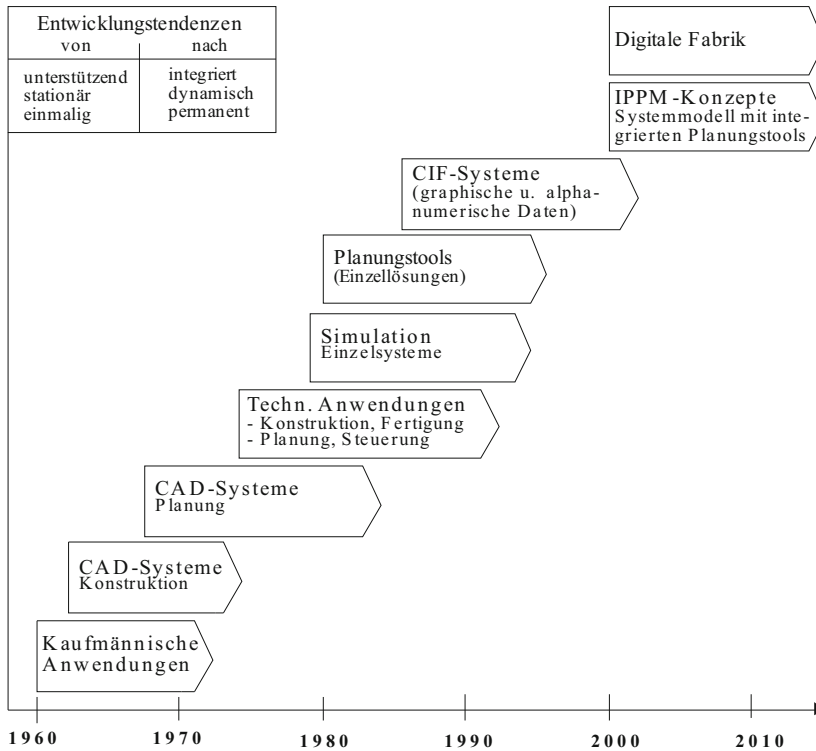 Entwicklungstendenzen
von nach
unterstützend
stationär
einmalig
integriert
dynamisch
permanent
Digitale Fabrik
IPPM-Konzepte
Systemmodell mit inte-
grierten Planungstools
CIF-Systeme
(graphische u. alpha-
numerische Daten)
Planungstools
(Einzellösungen)
Simulation
Einzelsysteme
Techn. Anwendungen
- Konstruktion, Fertigung
- Planung, Steuerung
CAD-Systeme
Planung
CAD-Systeme
Konstruktion
Kaufmännische
Anwendungen
1960 1970 1980 1990 2000 2010